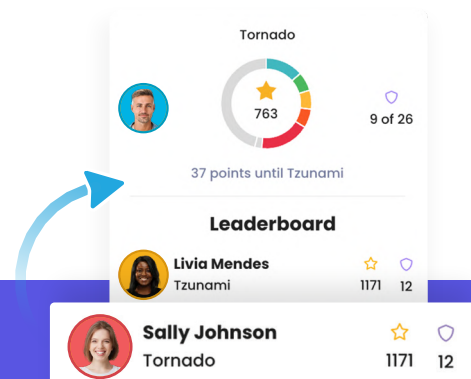 Tornado
763
9 of 26
37 points until Tzunami
Leaderboard
Livia Mendes
Tzunami
1171 12
Sally Johnson
Tornado
1171 12